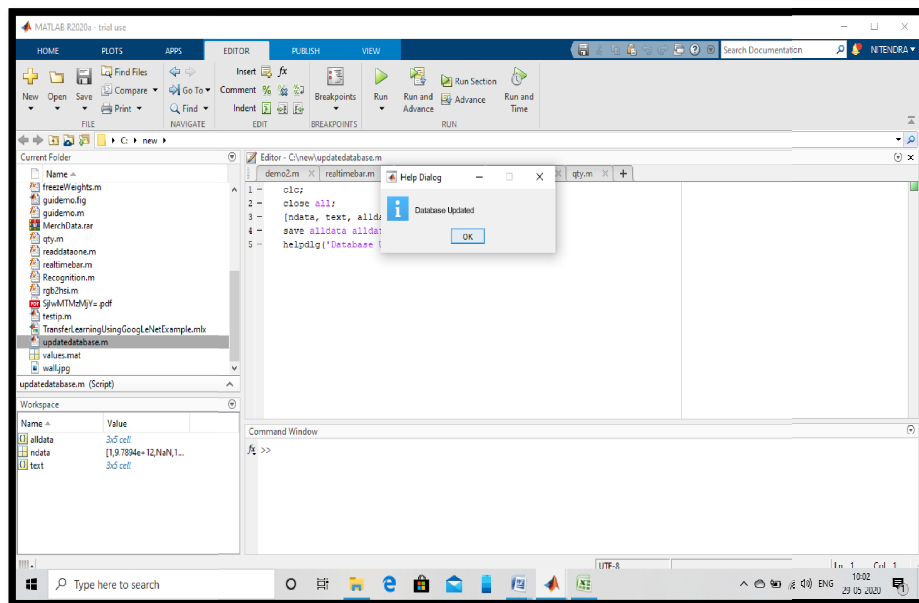 MATLAB R2020a - trial use
HOME PLOTS APPS EDITOR PUBLISH VIEW
Search Documentation
NITENDRA
New Open Save
Find Files
Compare
Print
Go To
Find
Insert fx
Comment %
Indent
Breakpoints
Run
Run and Advance
Run Section
Advance
Run and Time
FILE NAVIGATE EDIT BREAKPOINTS RUN
C: new
Current Folder
Name
freezeWeights.m
guidemo.fig
guidemo.m
MerchData.rar
qty.m
readdataone.m
realtimebar.m
Recognition.m
rgb2hsi.m
SjIwMTMzMjY=.pdf
testip.m
TransferLearningUsingGoogLeNetExample.mlx
updatedatabase.m
values.mat
wall.jpg
updatedatabase.m (Script)
Workspace
Name Value
alldata 3x5 cell
ndata [1,9.7894e+12,NaN,1...
text 3x5 cell
Editor - C:\new\updatedatabase.m
demo2.m realtimebar.m qty.m
1 - clc;
2 - close all;
3 - [ndata, text, allda
4 - save alldata allda
5 - helpdlg('Database
Help Dialog
Database Updated
OK
Command Window
fx >>
UTF-8
Ln 1 Col 1
Type here to search
ENG
10:02
29-05-2020
1